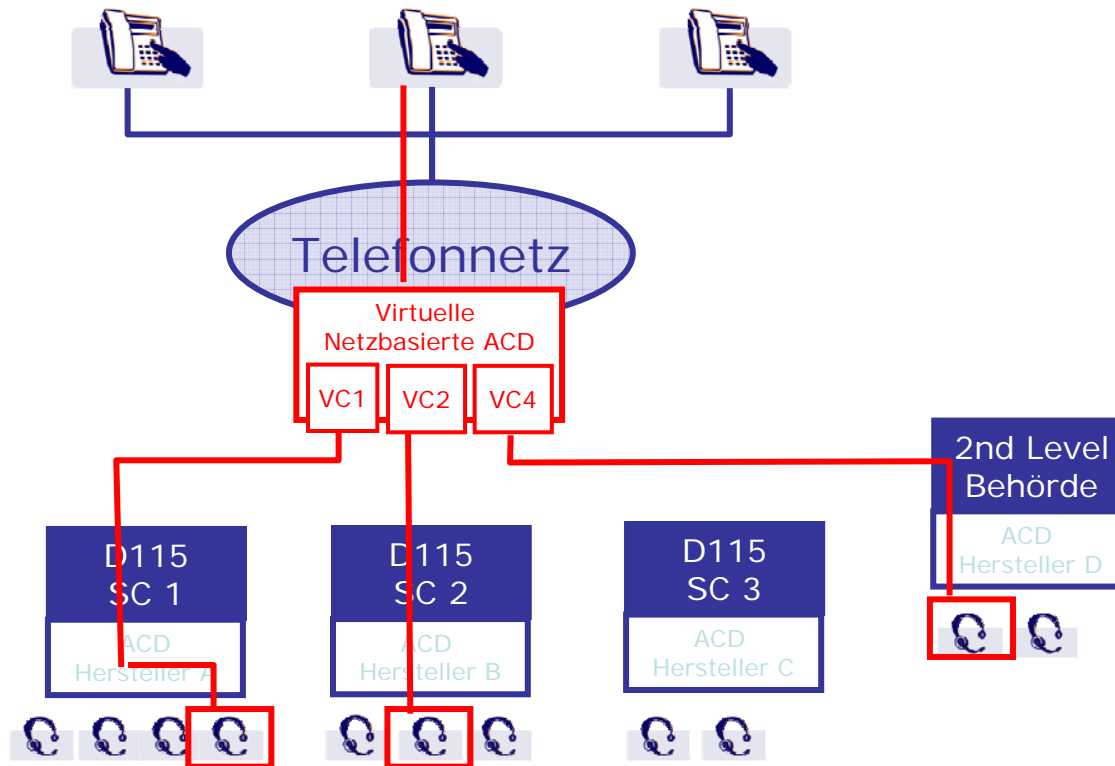 Telefonnetz
Virtuelle
Netzbasierte ACD
VC1
VC2
VC4
2nd Level
Behörde
ACD
Hersteller D
D115
SC 1
ACD
Hersteller A
D115
SC 2
ACD
Hersteller B
D115
SC 3
ACD
Hersteller C